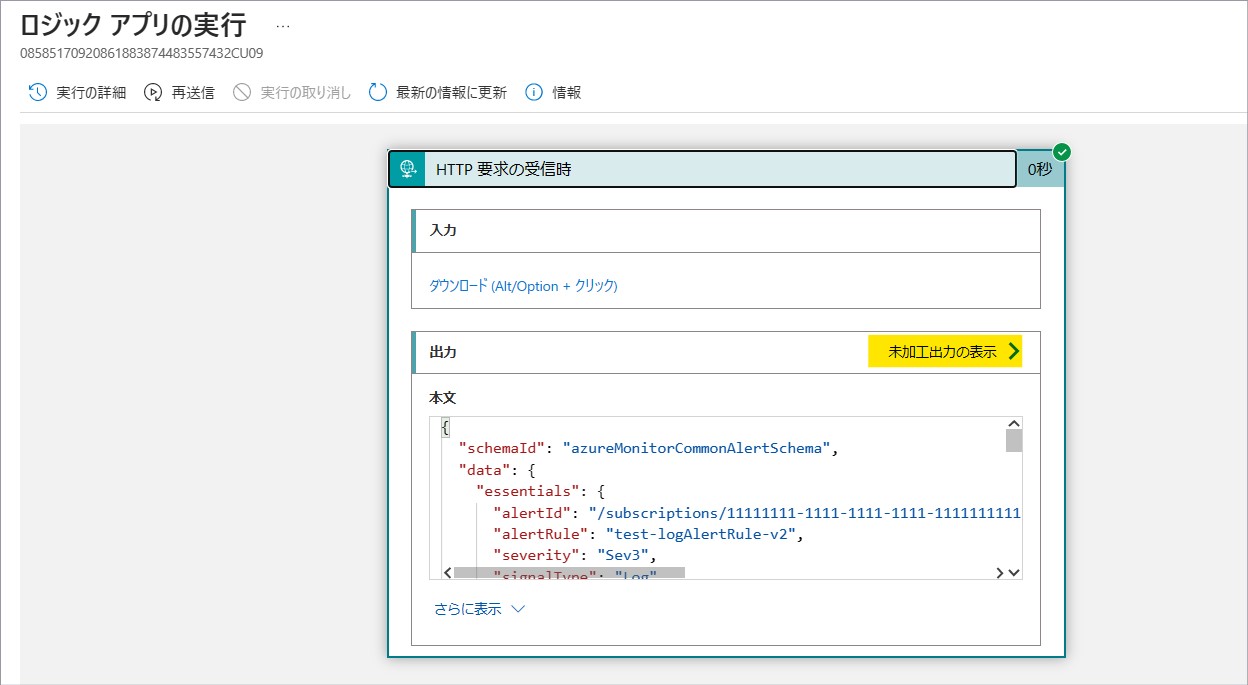 ロジック アプリの実行 …
08585170920861883874483557432CU09
実行の詳細 再送信 実行の取り消し 最新の情報に更新 情報
HTTP 要求の受信時 0秒
入力
ダウンロード (Alt/Option + クリック)
出力 未加工出力の表示
本文
{
"schemaId": "azureMonitorCommonAlertSchema",
"data": {
"essentials": {
"alertId": "/subscriptions/11111111-1111-1111-1111-1111111111
"alertRule": "test-logAlertRule-v2",
"severity": "Sev3",
"signalType": "Log"
さらに表示